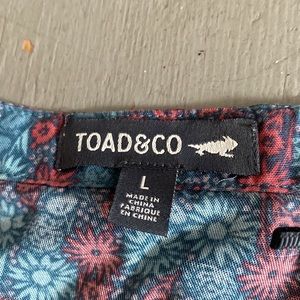 TOAD&CO
L
MADE IN
CHINA
FABRIQUE
EN CHINE